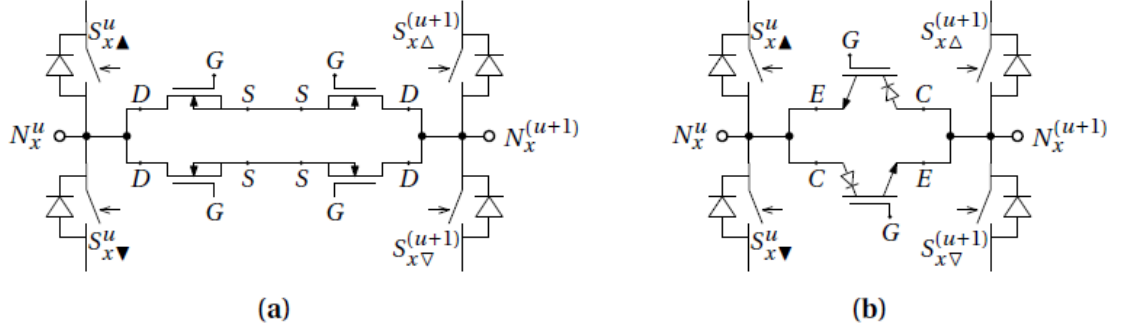 S^u_{x▲} S^{(u+1)}_{x△} S^u_{x▲} S^{(u+1)}_{x△}
G G G
D S S D E C
N^u_x N^{(u+1)}_x N^u_x N^{(u+1)}_x
D S S D C E
G G G
S^u_{x▼} S^{(u+1)}_{x▽} S^u_{x▼} S^{(u+1)}_{x▽}
(a) (b)